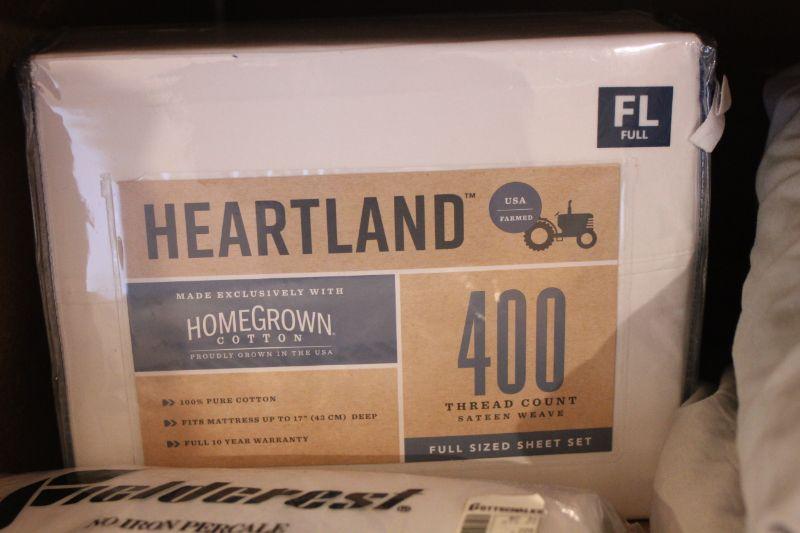 FL
FULL
HEARTLAND™
USA
FARMED
MADE EXCLUSIVELY WITH
HOMEGROWN
COTTON
PROUDLY GROWN IN THE USA
100% PURE COTTON
FITS MATTRESS UP TO 17" (43 CM) DEEP
FULL 10 YEAR WARRANTY
400
THREAD COUNT
SATEEN WEAVE
FULL SIZED SHEET SET
Fieldcrest®
NO-IRON PERCALE
GOTTSCHALKS